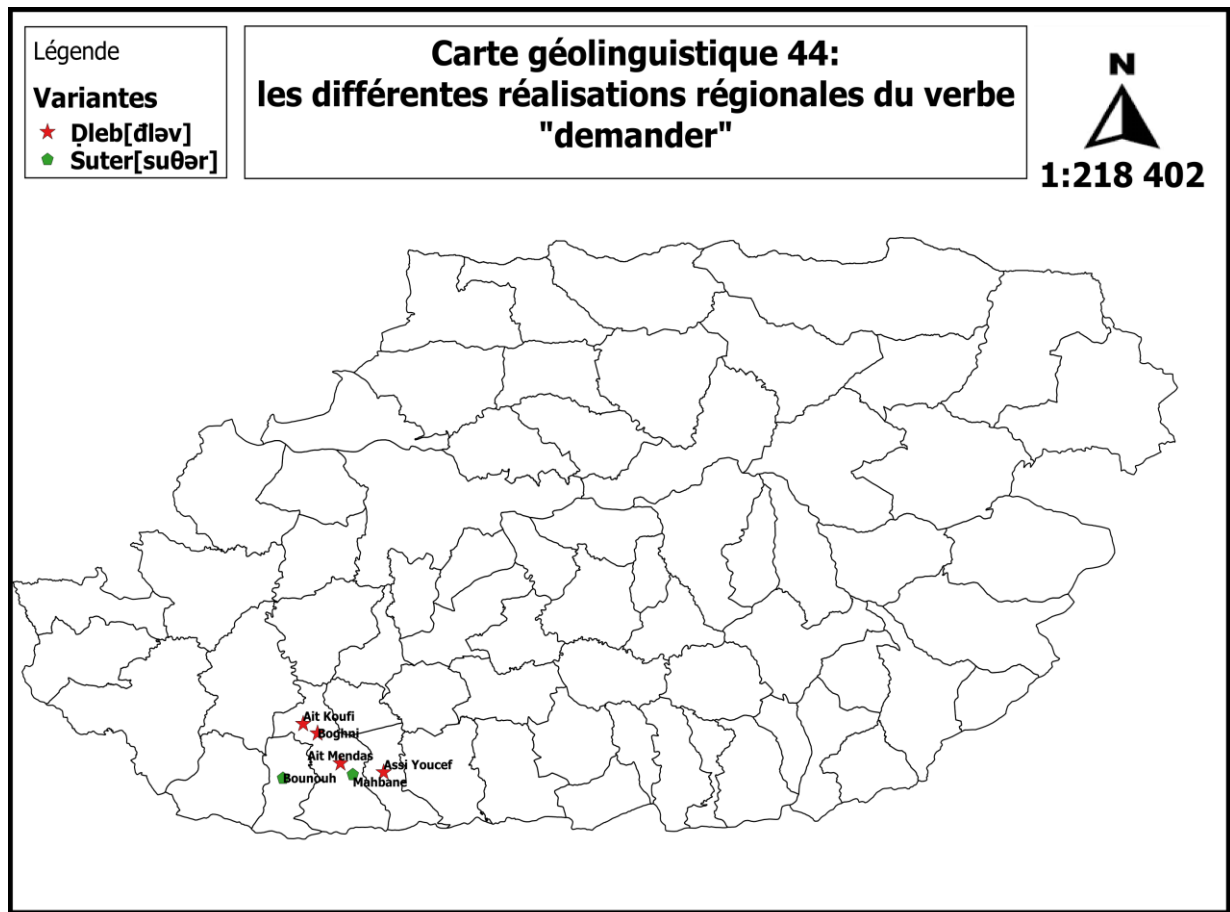 Légende
Variantes
Ḍleb[đləv]
Suter[suθər]
Carte géolinguistique 44:
les différentes réalisations régionales du verbe
"demander"
N
1:218 402
Ait Koufi
Boghni
Ait Mendas
Assi Youcef
Bounouh
Mahbane